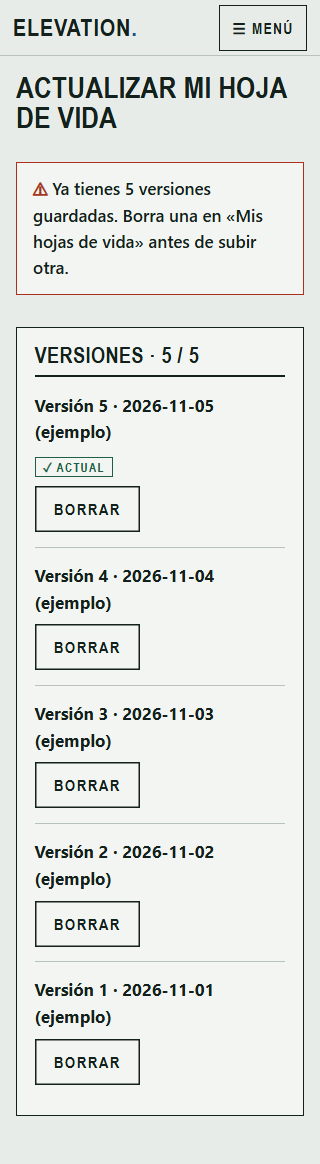 ELEVATION.
☰ MENÚ
ACTUALIZAR MI HOJA
DE VIDA
⚠ Ya tienes 5 versiones
guardadas. Borra una en «Mis
hojas de vida» antes de subir
otra.
VERSIONES · 5 / 5
Versión 5 · 2026-11-05
(ejemplo)
✓ ACTUAL
BORRAR
Versión 4 · 2026-11-04
(ejemplo)
BORRAR
Versión 3 · 2026-11-03
(ejemplo)
BORRAR
Versión 2 · 2026-11-02
(ejemplo)
BORRAR
Versión 1 · 2026-11-01
(ejemplo)
BORRAR